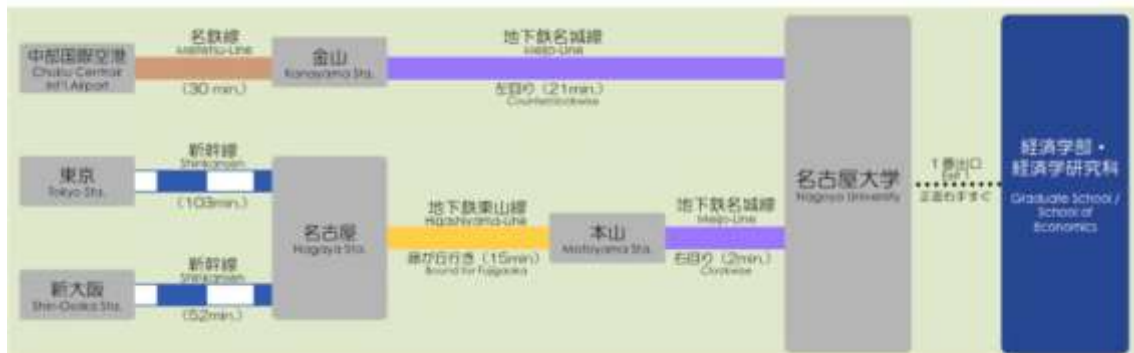 名鉄線
Meitetsu-Line
中部国際空港
Chubu Centrair
Int'l Airport
(30 min.)
金山
Kanayama Sta.
地下鉄名城線
Meijo-Line
左回り (21min.)
Counterclockwise
東京
Tokyo Sta.
新幹線
Shinkansen
(103min.)
新大阪
Shin-Osaka Sta.
新幹線
Shinkansen
(52min.)
名古屋
Nagoya Sta.
地下鉄東山線
Higashiyama-Line
藤が丘行き (15min)
Bound for Fujigaoka
本山
Motoyama Sta.
地下鉄名城線
Meijo-Line
右回り (2min.)
Clockwise
名古屋大学
Nagoya University
1番出口
正面右すぐ
経済学部・
経済学研究科
Graduate School /
School of
Economics